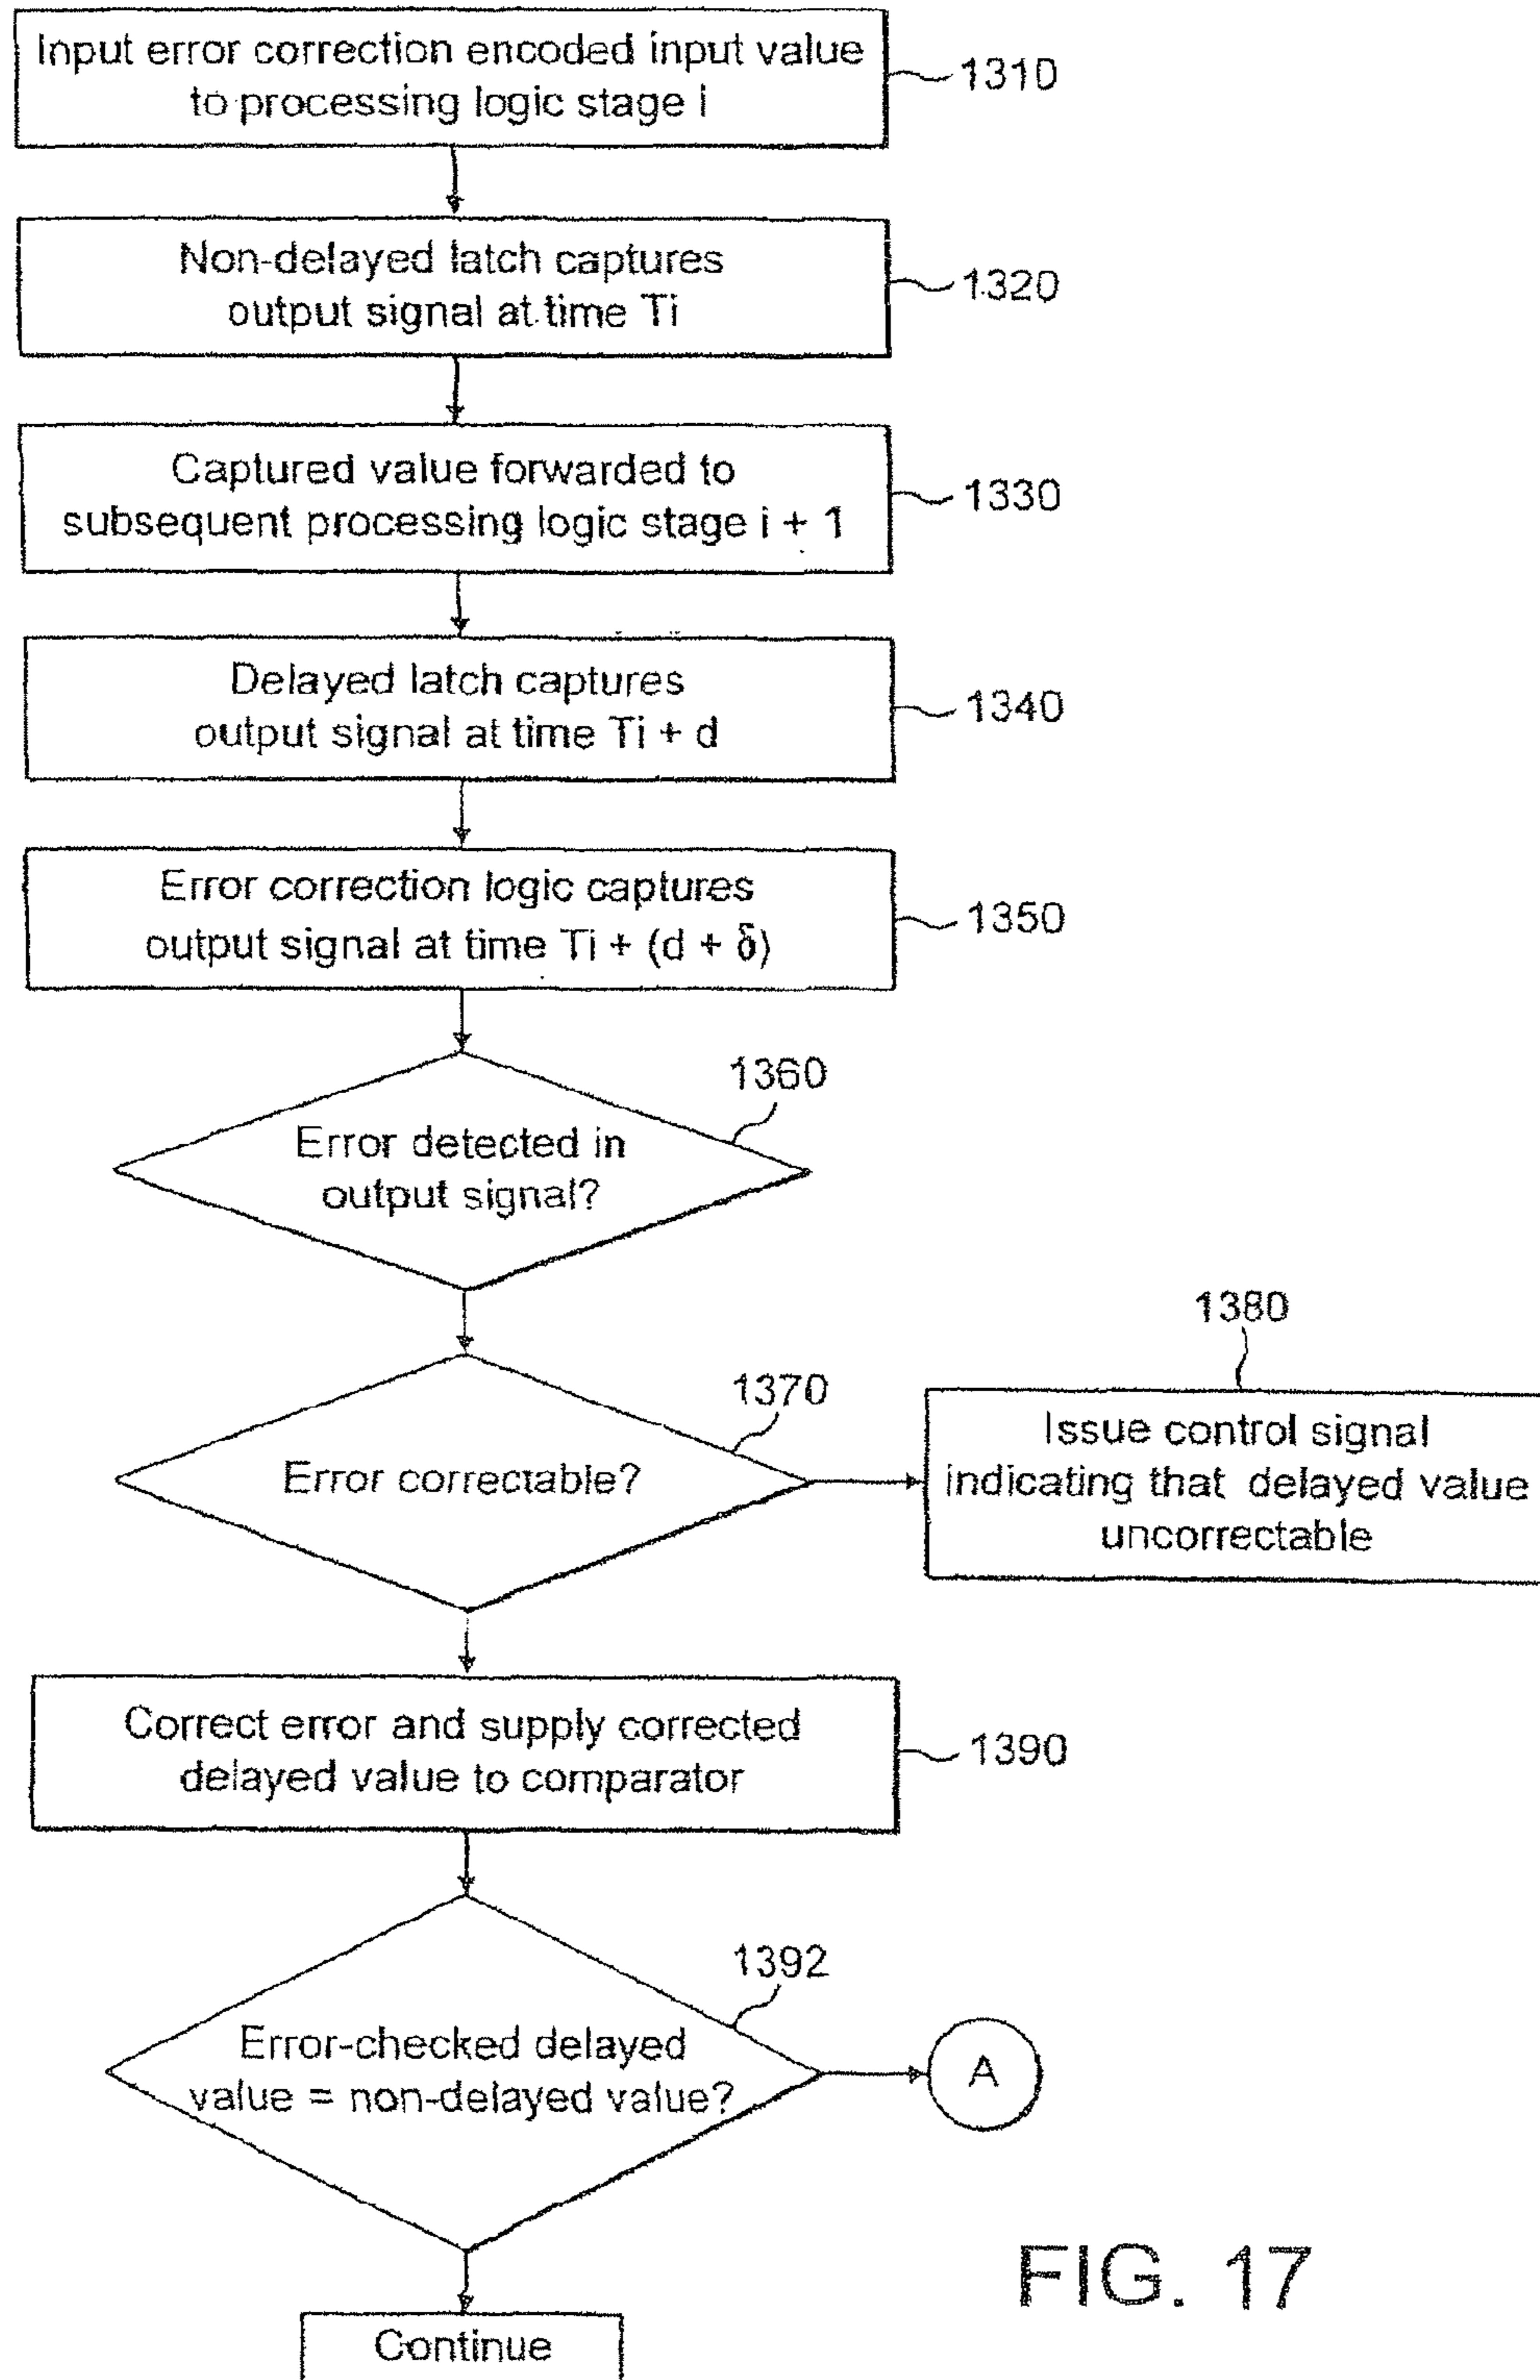 Input error correction encoded input value
to processing logic stage i
1310
Non-delayed latch captures
output signal at time Ti
1320
Captured value forwarded to
subsequent processing logic stage i + 1
1330
Delayed latch captures
output signal at time Ti + d
1340
Error correction logic captures
output signal at time Ti + (d + δ)
1350
1360
Error detected in
output signal?
1370
Error correctable?
1380
Issue control signal
indicating that delayed value
uncorrectable
Correct error and supply corrected
delayed value to comparator
1390
1392
Error-checked delayed
value = non-delayed value?
A
Continue
FIG. 17